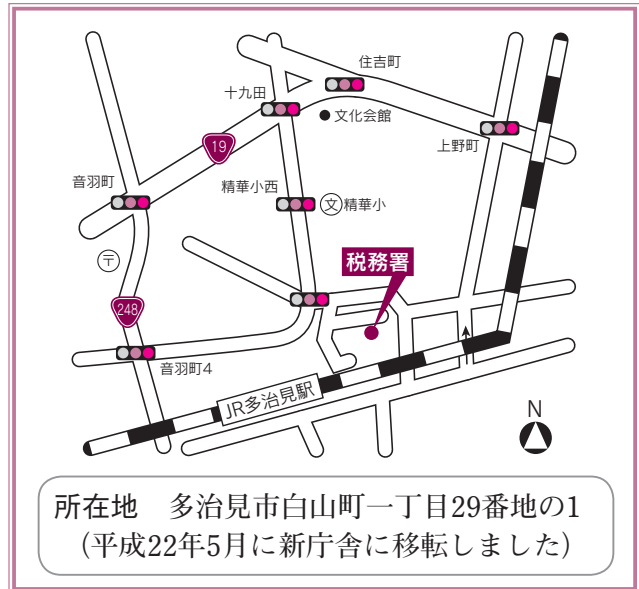 住吉町
十九田
文化会館
上野町
19
音羽町
精華小西
文 精華小
〒
税務署
248
音羽町4
JR多治見駅
N
所在地　多治見市白山町一丁目29番地の1
(平成22年5月に新庁舎に移転しました)